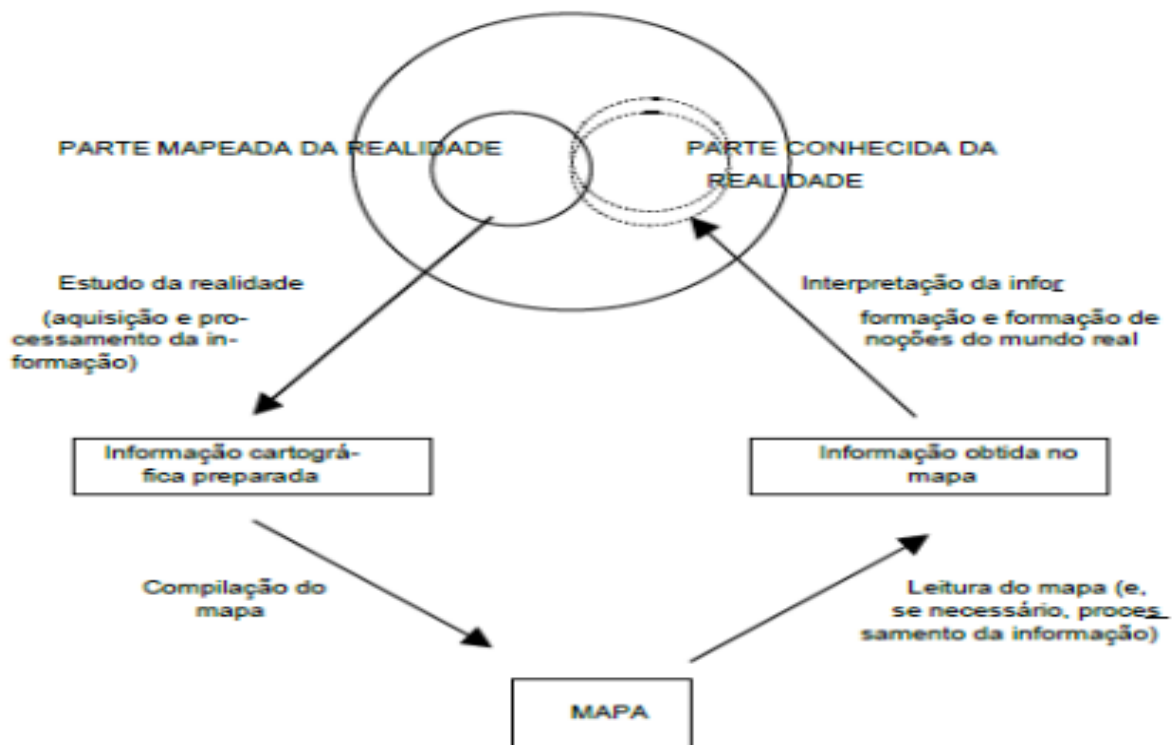 PARTE MAPEADA DA REALIDADE
PARTE CONHECIDA DA
REALIDADE
Estudo da realidade
(aquisição e pro-
cessamento da in-
formação)
Interpretação da infor
formação e formação de
noções do mundo real
Informação cartográ-
fica preparada
Informação obtida no
mapa
Compilação do
mapa
Leitura do mapa (e,
se necessário, proces
samento da informação)
MAPA